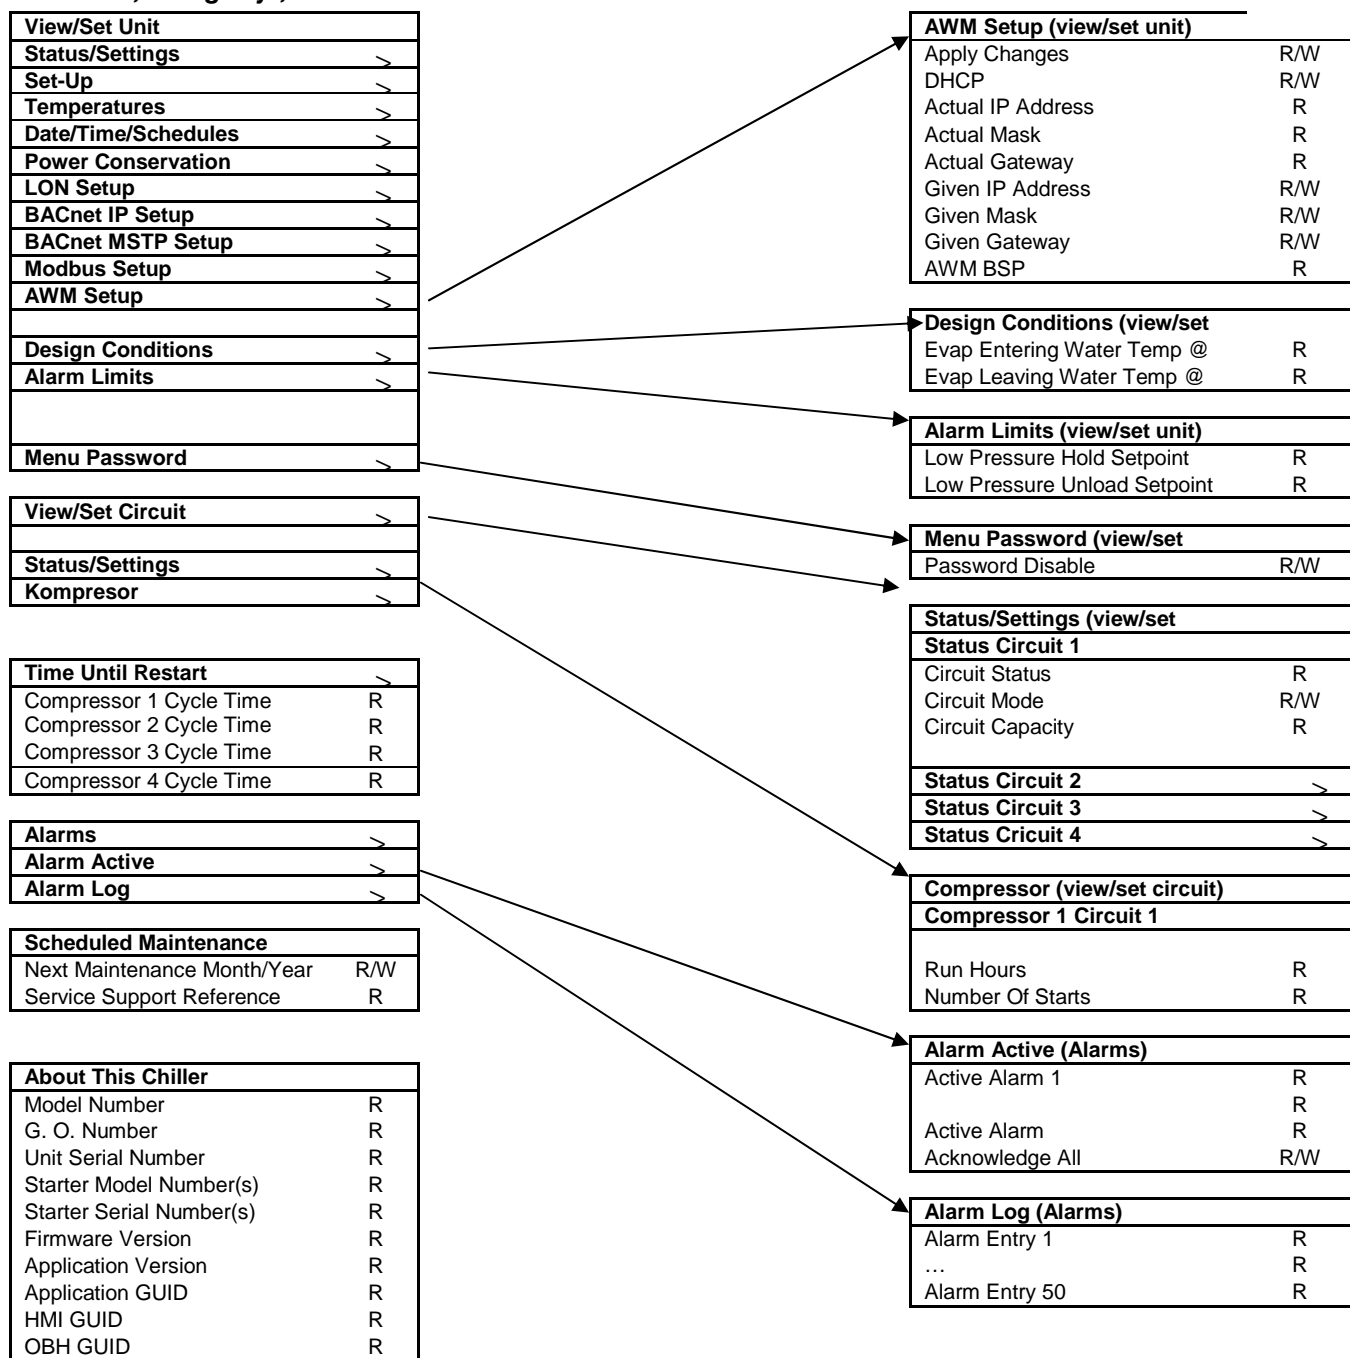 View/Set Unit
Status/Settings >
Set-Up >
Temperatures >
Date/Time/Schedules >
Power Conservation >
LON Setup >
BACnet IP Setup >
BACnet MSTP Setup >
Modbus Setup >
AWM Setup >
Design Conditions >
Alarm Limits >
Menu Password >
View/Set Circuit >
Status/Settings >
Kompresor >
Time Until Restart >
Compressor 1 Cycle Time R
Compressor 2 Cycle Time R
Compressor 3 Cycle Time R
Compressor 4 Cycle Time R
Alarms >
Alarm Active >
Alarm Log >
Scheduled Maintenance
Next Maintenance Month/Year R/W
Service Support Reference R
About This Chiller
Model Number R
G. O. Number R
Unit Serial Number R
Starter Model Number(s) R
Starter Serial Number(s) R
Firmware Version R
Application Version R
Application GUID R
HMI GUID R
OBH GUID R
AWM Setup (view/set unit)
Apply Changes R/W
DHCP R/W
Actual IP Address R
Actual Mask R
Actual Gateway R
Given IP Address R/W
Given Mask R/W
Given Gateway R/W
AWM BSP R
Design Conditions (view/set
Evap Entering Water Temp @ R
Evap Leaving Water Temp @ R
Alarm Limits (view/set unit)
Low Pressure Hold Setpoint R
Low Pressure Unload Setpoint R
Menu Password (view/set
Password Disable R/W
Status/Settings (view/set
Status Circuit 1
Circuit Status R
Circuit Mode R/W
Circuit Capacity R
Status Circuit 2 >
Status Circuit 3 >
Status Cricuit 4 >
Compressor (view/set circuit)
Compressor 1 Circuit 1
Run Hours R
Number Of Starts R
Alarm Active (Alarms)
Active Alarm 1 R
R
Active Alarm R
Acknowledge All R/W
Alarm Log (Alarms)
Alarm Entry 1 R
… R
Alarm Entry 50 R